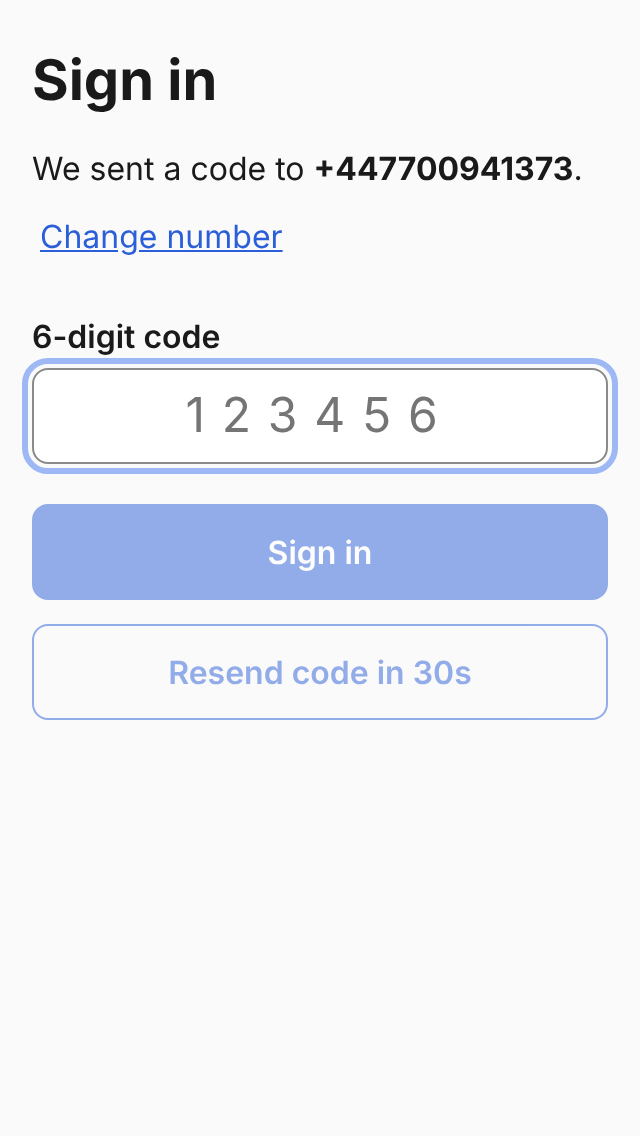 Sign in
We sent a code to +447700941373.
Change number
6-digit code
1 2 3 4 5 6
Sign in
Resend code in 30s